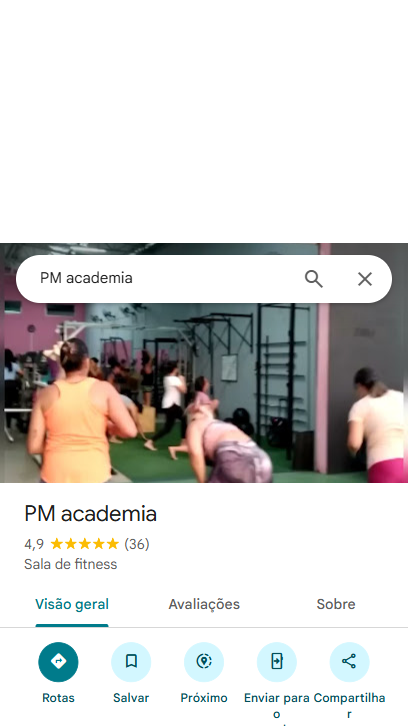 PM academia
PM academia
4,9 ★★★★★ (36)
Sala de fitness
Visão geral Avaliações Sobre
Rotas Salvar Próximo Enviar para o Compartilhar